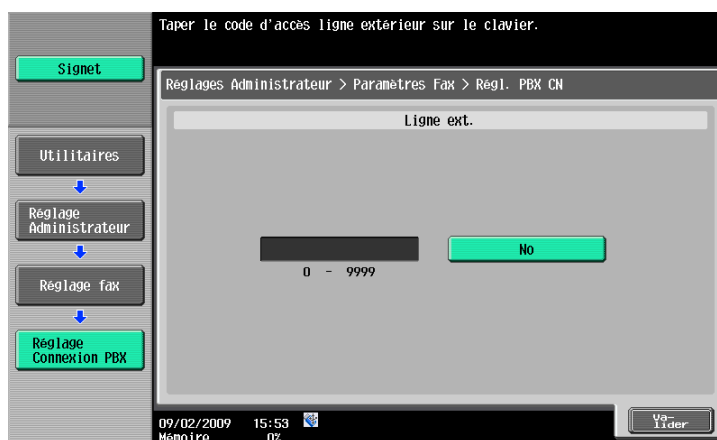 Taper le code d'accès ligne extérieur sur le clavier.
Signet
Réglages Administrateur > Paramètres Fax > Régl. PBX CN
Ligne ext.
Utilitaires
Réglage
Administrateur
No
0 - 9999
Réglage fax
Réglage
Connexion PBX
09/02/2009 15:53
Mémoire 0%
Va-
lider